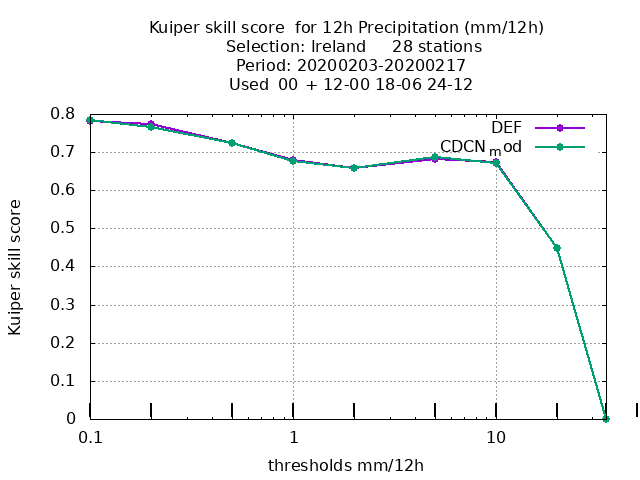 Kuiper skill score for 12h Precipitation (mm/12h)
Selection: Ireland 28 stations
Period: 20200203-20200217
Used 00 + 12-00 18-06 24-12
DEF
CDCN_mod
Kuiper skill score
0.8
0.7
0.6
0.5
0.4
0.3
0.2
0.1
0
0.1 1 10
thresholds mm/12h